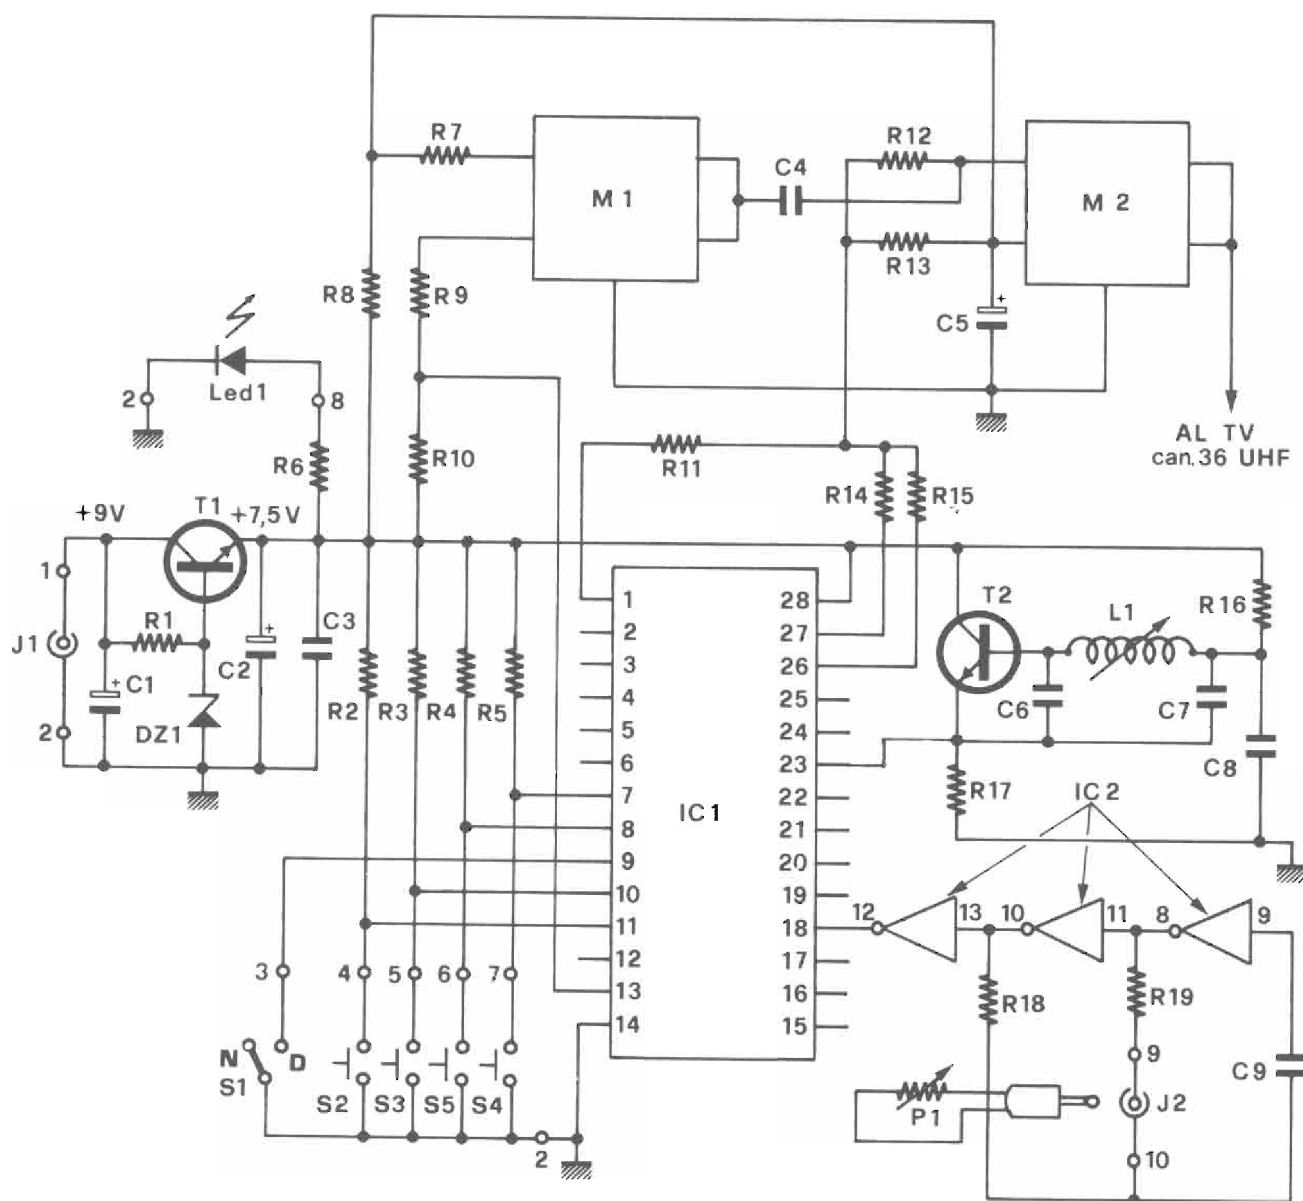 R7
M1
C4
R12
M2
R13
R8
R9
C5
Led1
2
8
R6
R10
R11
R14
R15
AL TV
can. 36 UHF
+9V
T1
+7,5V
1
J1
2
R1
+
C1
DZ1
+
C2
C3
R2
R3
R4
R5
+
IC1
1
2
3
4
5
6
7
8
9
10
11
12
13
14
28
27
26
25
24
23
22
21
20
19
18
17
16
15
T2
L1
R16
C6
C7
C8
R17
IC2
12
13
10
11
8
9
R18
R19
C9
9
J2
10
P1
3
4
5
6
7
N
D
S1
S2
S3
S5
S4
2